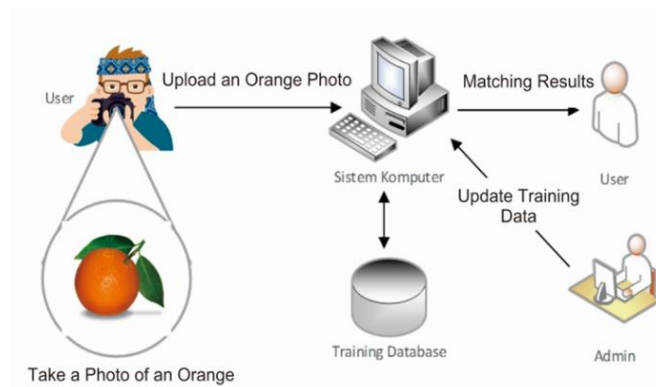 User
Upload an Orange Photo
Matching Results
Sistem Komputer
User
Update Training
Data
Training Database
Admin
Take a Photo of an Orange